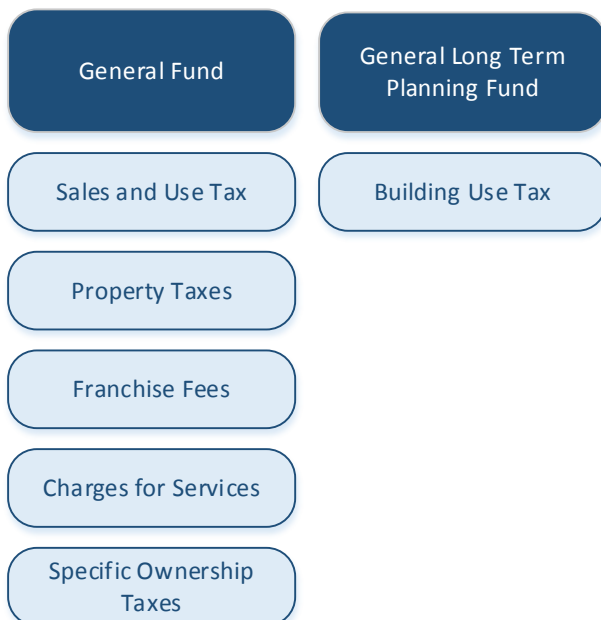 General Fund
General Long Term
Planning Fund
Sales and Use Tax
Building Use Tax
Property Taxes
Franchise Fees
Charges for Services
Specific Ownership
Taxes